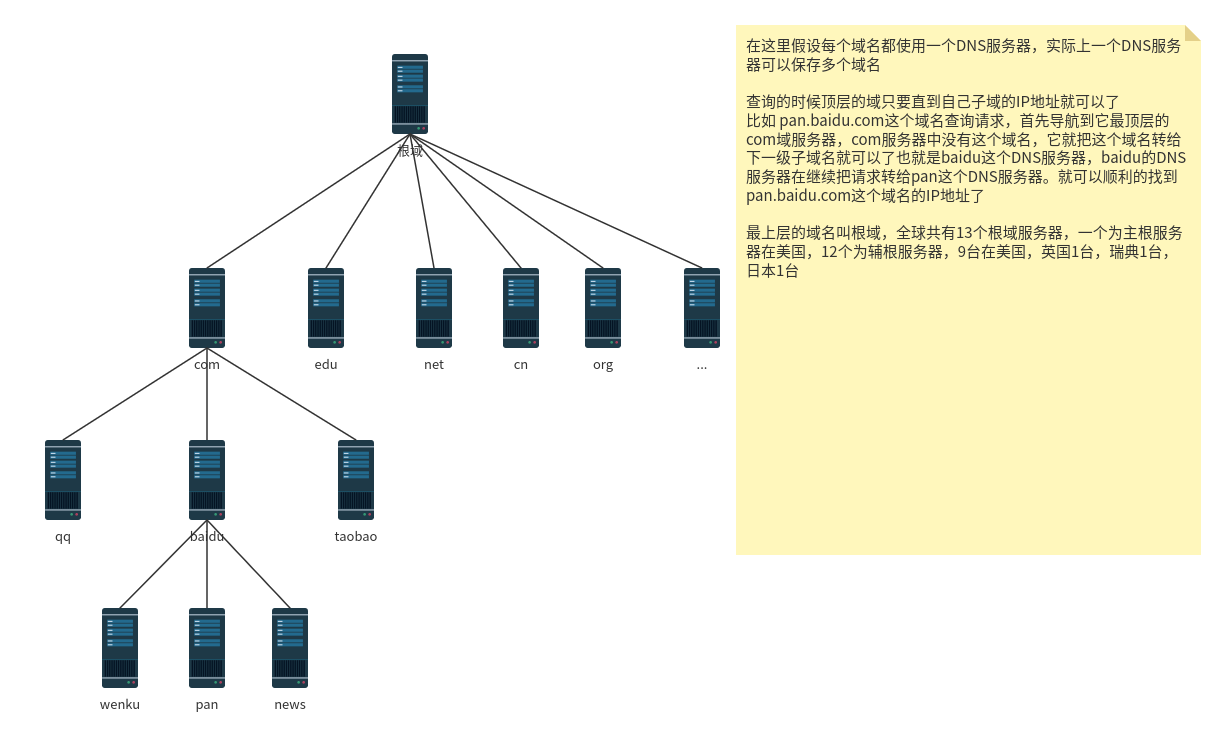 根域
com
edu
net
cn
org
...
qq
baidu
taobao
wenku
pan
news
在这里假设每个域名都使用一个DNS服务器，实际上一个DNS服务
器可以保存多个域名
查询的时候顶层的域只要直到自己子域的IP地址就可以了
比如 pan.baidu.com这个域名查询请求，首先导航到它最顶层的
com域服务器，com服务器中没有这个域名，它就把这个域名转给
下一级子域名就可以了也就是baidu这个DNS服务器，baidu的DNS
服务器在继续把请求转给pan这个DNS服务器。就可以顺利的找到
pan.baidu.com这个域名的IP地址了
最上层的域名叫根域，全球共有13个根域服务器，一个为主根服务
器在美国，12个为辅根服务器，9台在美国，英国1台，瑞典1台，
日本1台